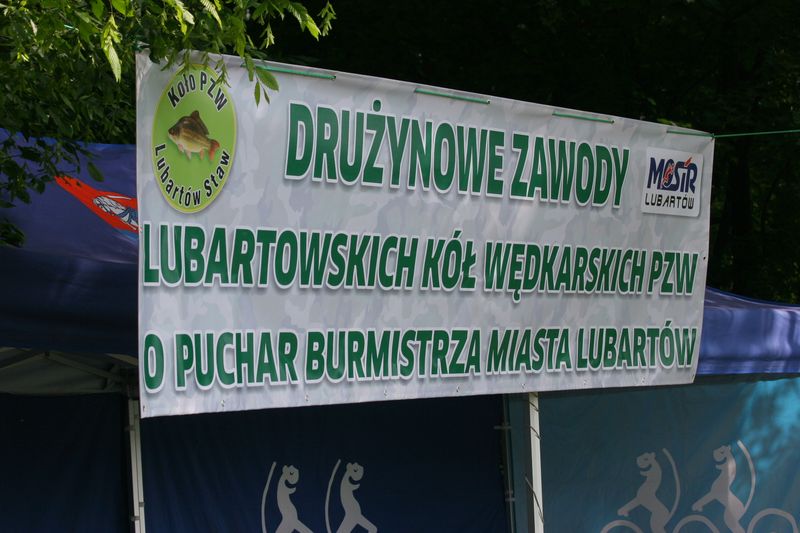 Koło PZW
Lubartów Staw
DRUŻYNOWE ZAWODY
MOSiR
LUBARTÓW
LUBARTOWSKICH KÓŁ WĘDKARSKICH PZW
O PUCHAR BURMISTRZA MIASTA LUBARTÓW